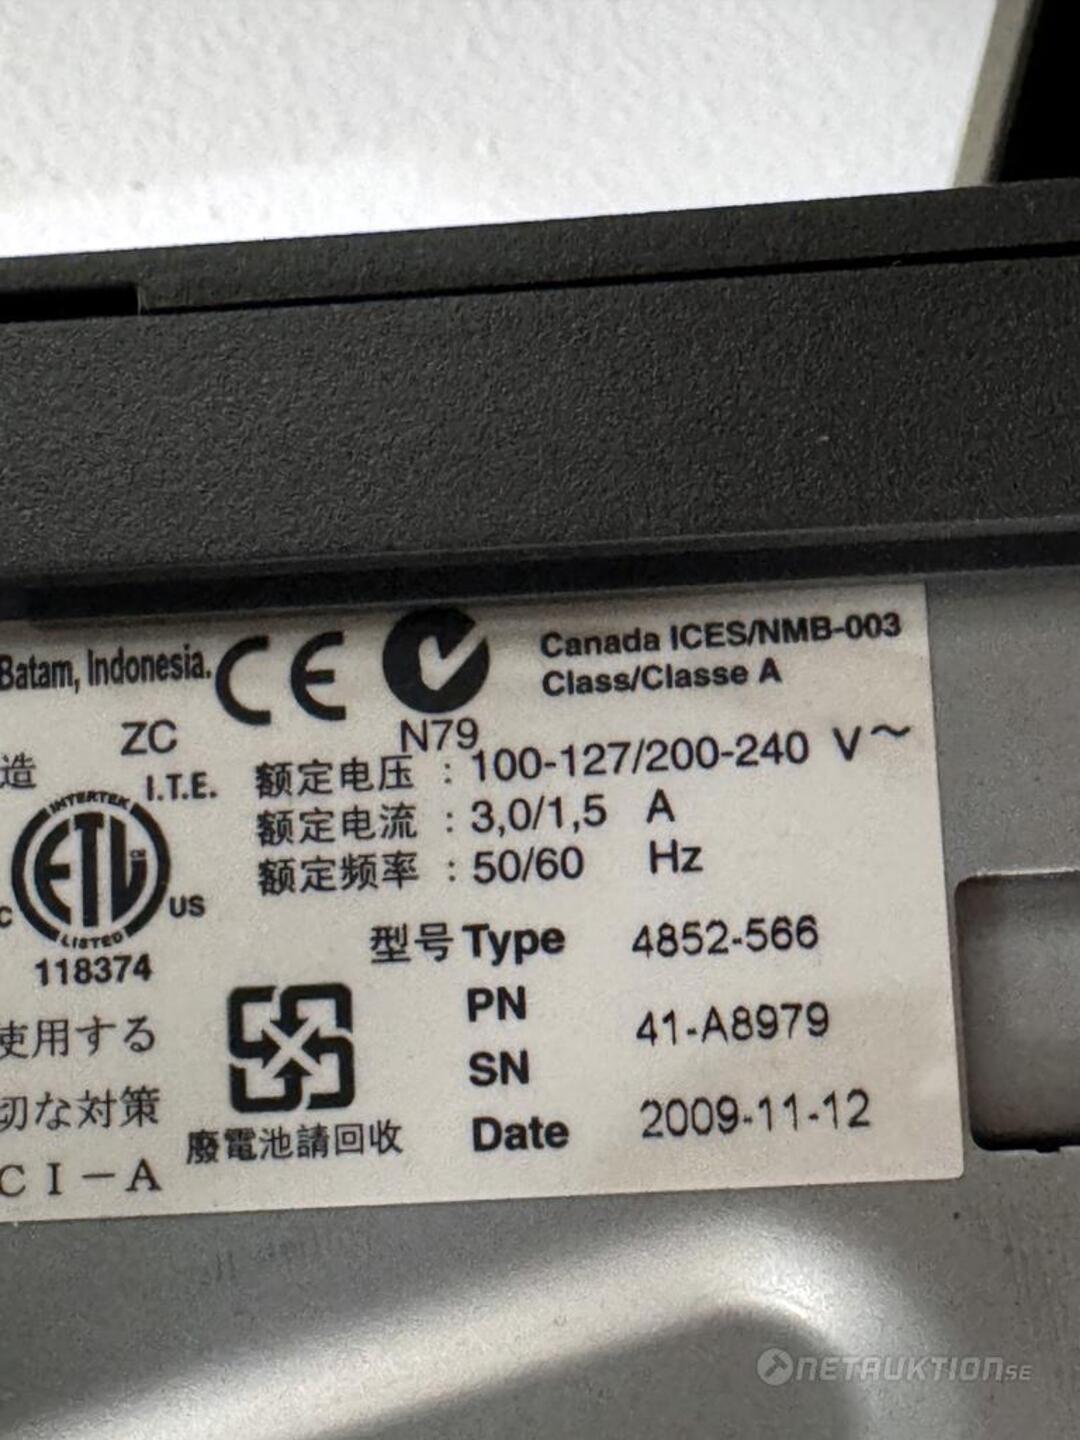 Batam, Indonesia.
CE
Canada ICES/NMB-003
Class/Classe A
ZC
N79
造
I.T.E.
额定电压 : 100-127/200-240 V～
额定电流 : 3,0/1,5 A
额定频率 : 50/60 Hz
INTERTEK
ETL
LISTED
C
US
118374
型号 Type 4852-566
PN 41-A8979
SN
Date 2009-11-12
使用する
切な対策
廢電池請回收
CI-A
NETAUKTION.SE